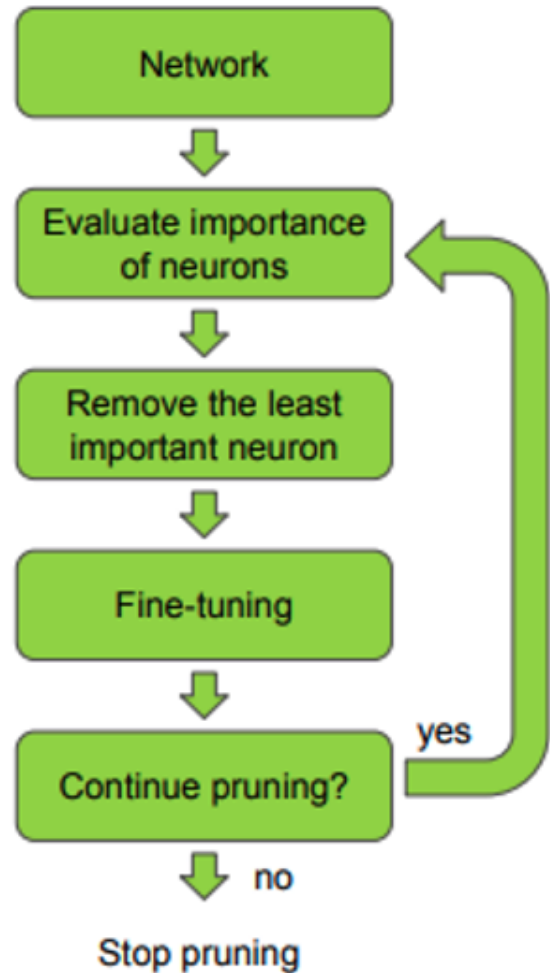 Network
Evaluate importance
of neurons
Remove the least
important neuron
Fine-tuning
Continue pruning?
yes
no
Stop pruning